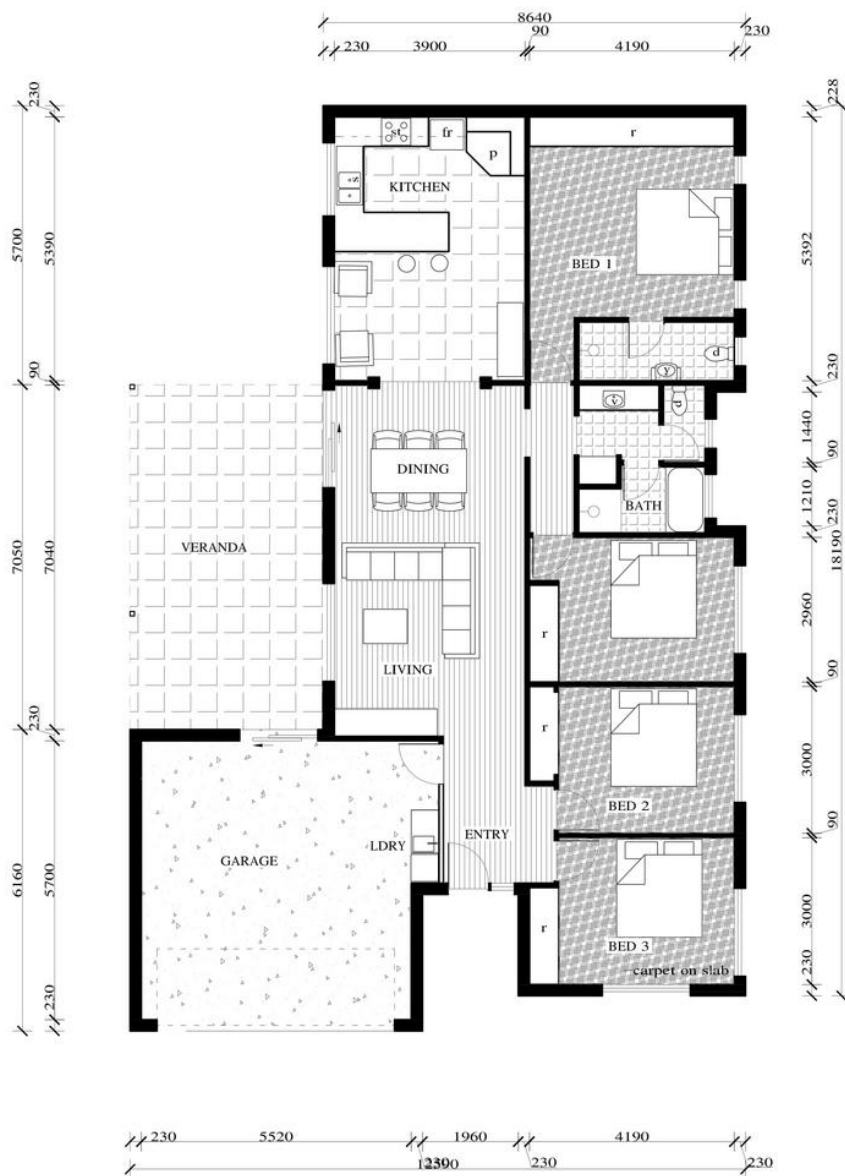 8640
230 3900 90 4190 230
230
228
5700
5390
5392
90
230
7050
7040
1440
90
1210
230
18190
2960
90
230
3000
90
6160
5700
3000
230
230
st
fr
p
r
s
KITCHEN
BED 1
d
v
v
d
DINING
BATH
VERANDA
r
LIVING
r
BED 2
LDRY
ENTRY
GARAGE
r
BED 3
carpet on slab
230 5520 1960 4190
230 230 230